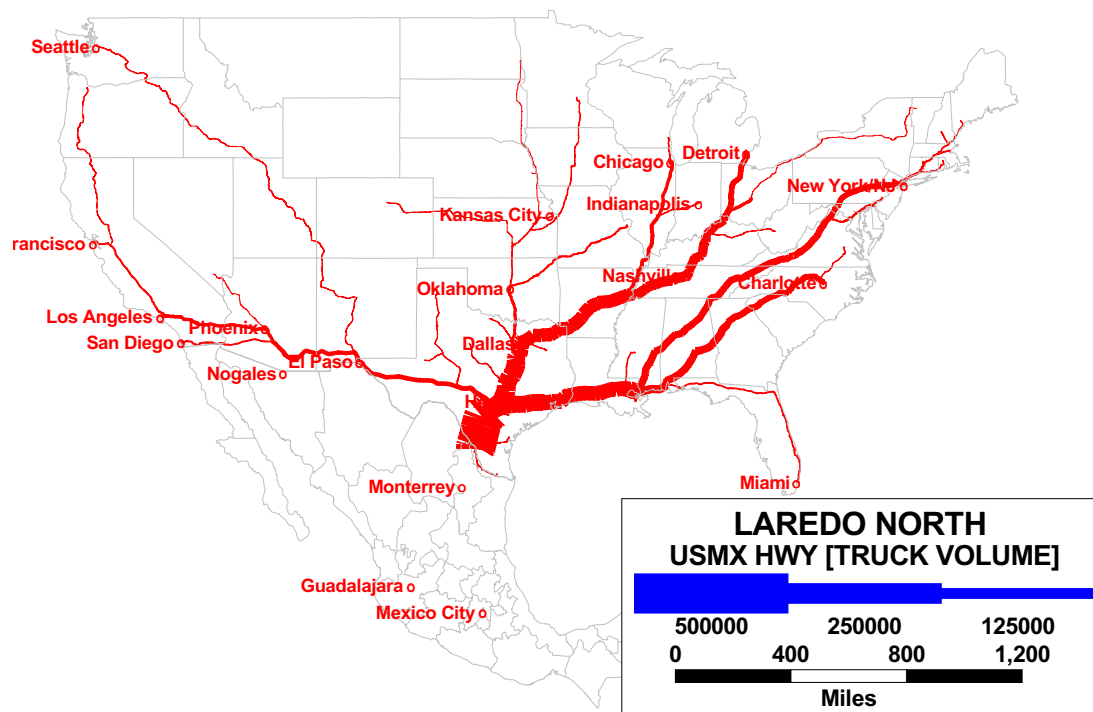 Seattle
Chicago
Detroit
New York/NJ
Indianapolis
Kansas City
rancisco
Nashville
Oklahoma
Charlotte
Los Angeles
Phoenix
San Diego
Dallas
El Paso
Nogales
H
Miami
Monterrey
Guadalajara
Mexico City
LAREDO NORTH
USMX HWY [TRUCK VOLUME]
500000 250000 125000
0 400 800 1,200
Miles